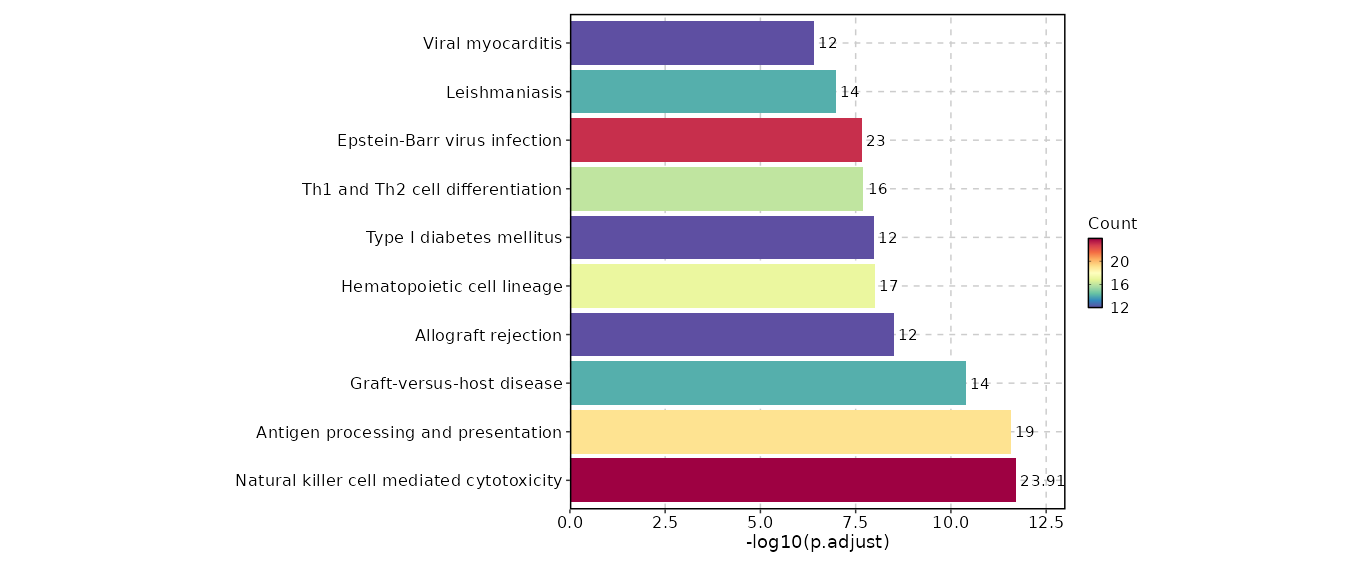 Viral myocarditis 12
Leishmaniasis 14
Epstein-Barr virus infection 23
Th1 and Th2 cell differentiation 16
Type I diabetes mellitus 12
Hematopoietic cell lineage 17
Allograft rejection 12
Graft-versus-host disease 14
Antigen processing and presentation 19
Natural killer cell mediated cytotoxicity 23.91
0.0 2.5 5.0 7.5 10.0 12.5
-log10(p.adjust)
Count
20
16
12